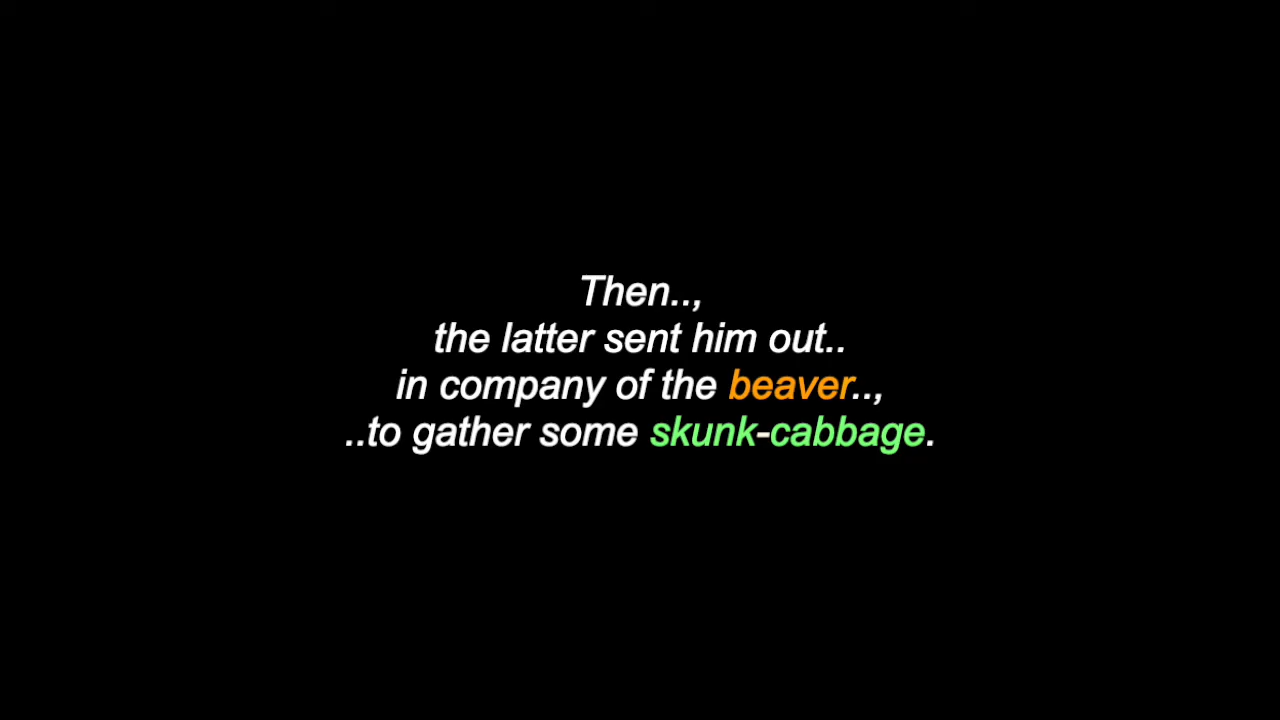 Then..,
the latter sent him out..
in company of the beaver..,
..to gather some skunk-cabbage.